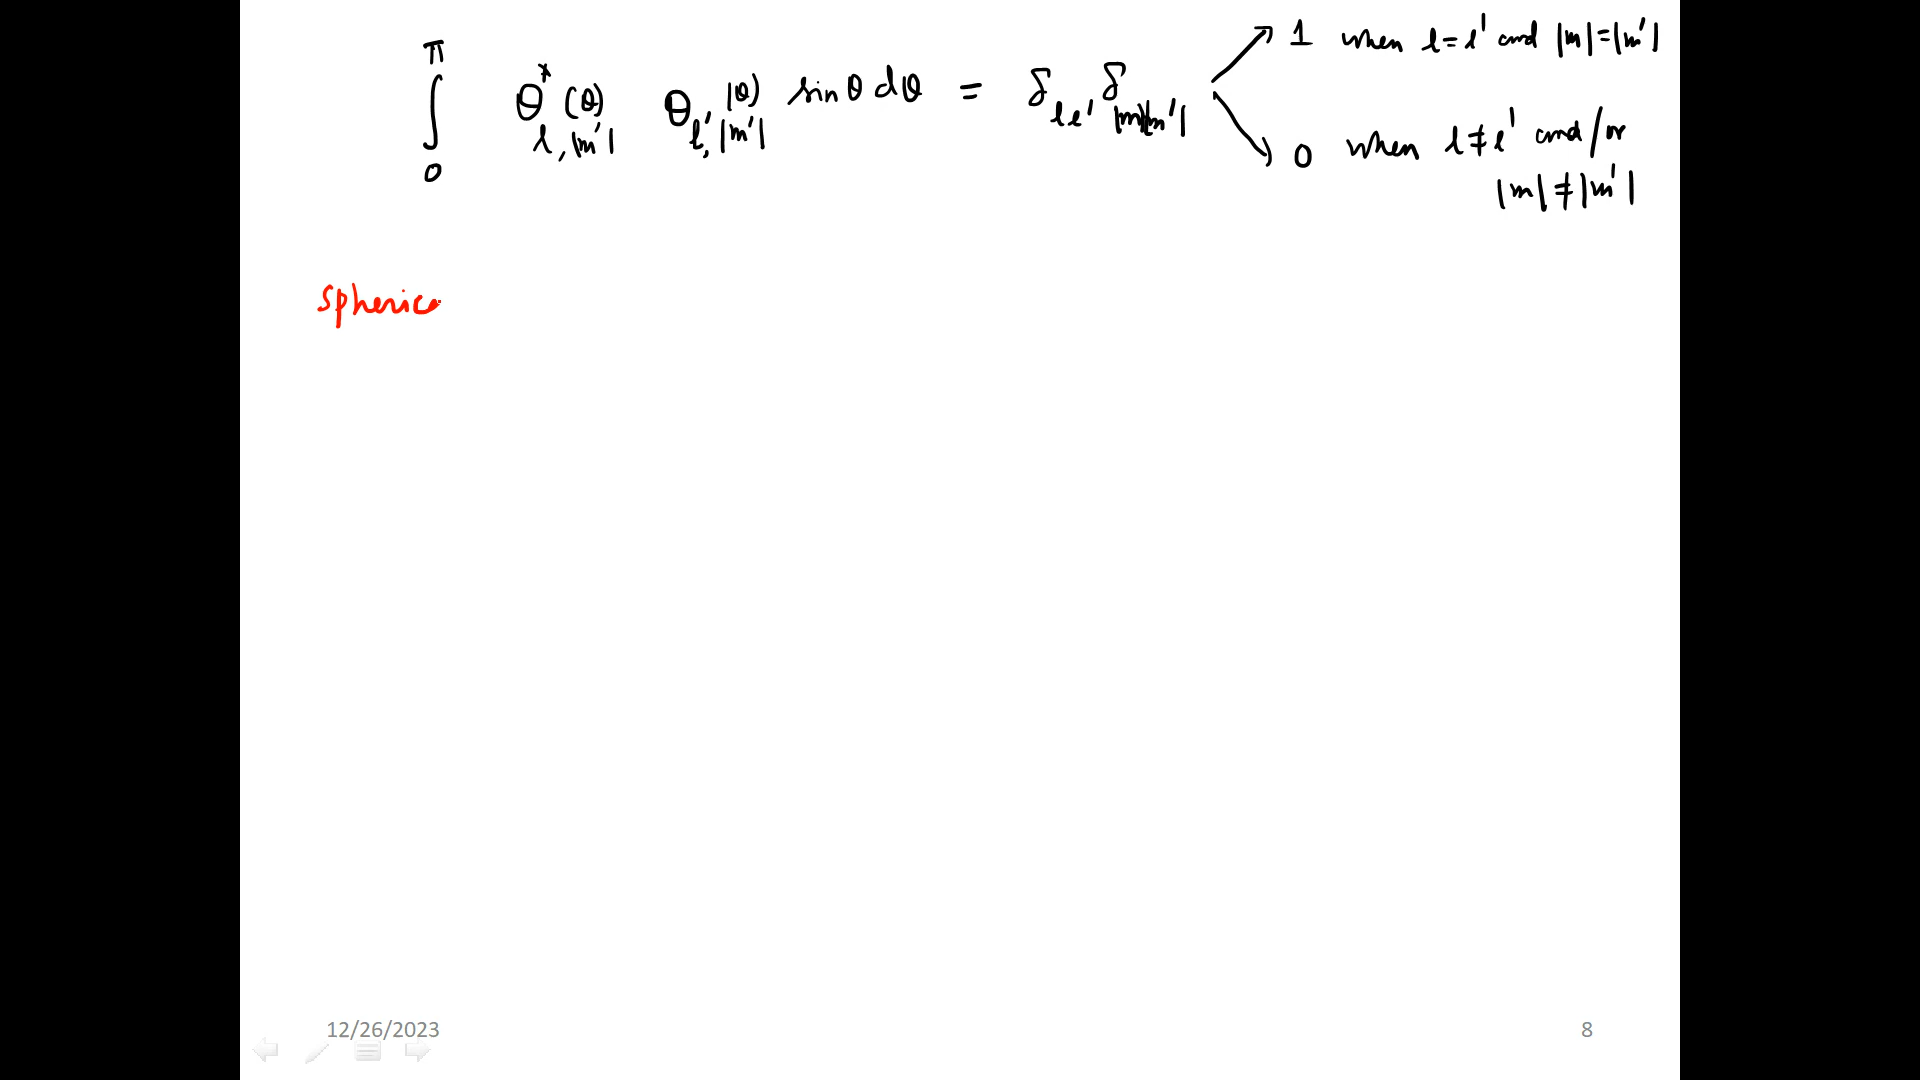 ∫₀^π Θ*_{l,|m'|}(θ) Θ_{l',|m'|}(θ) sinθ dθ = δ_{ll'} δ_{|m||m'|} → 1 when l = l' and |m| = |m'|
→ 0 when l ≠ l' and/or
|m| ≠ |m'|
spherica
12/26/2023 8